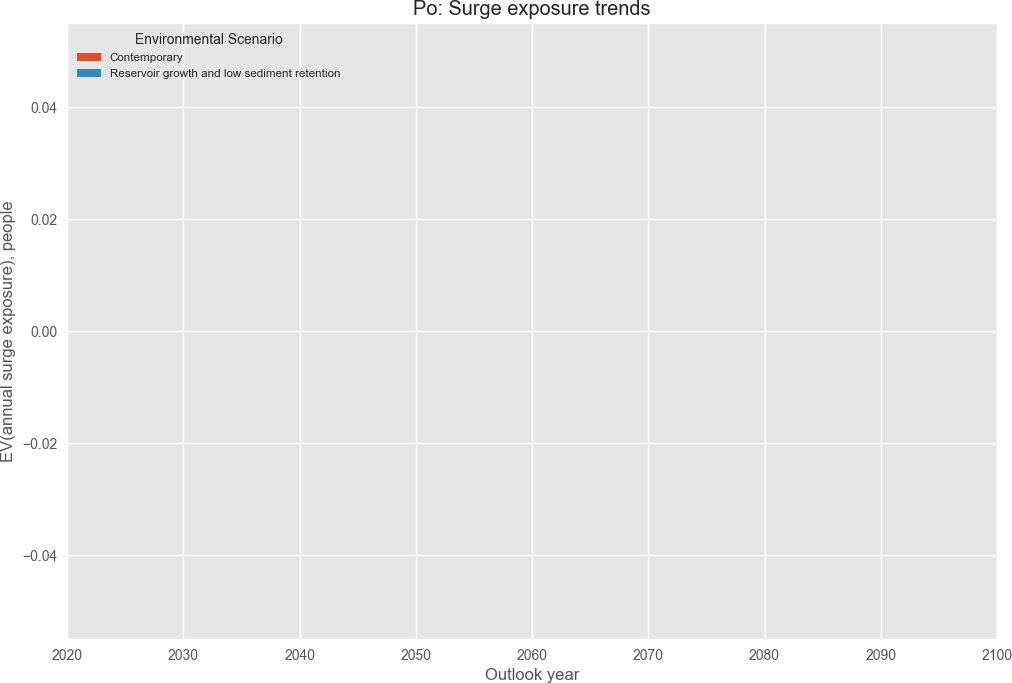 Po: Surge exposure trends
Environmental Scenario
Contemporary
Reservoir growth and low sediment retention
EV(annual surge exposure), people
0.04
0.02
0.00
−0.02
−0.04
2020 2030 2040 2050 2060 2070 2080 2090 2100
Outlook year